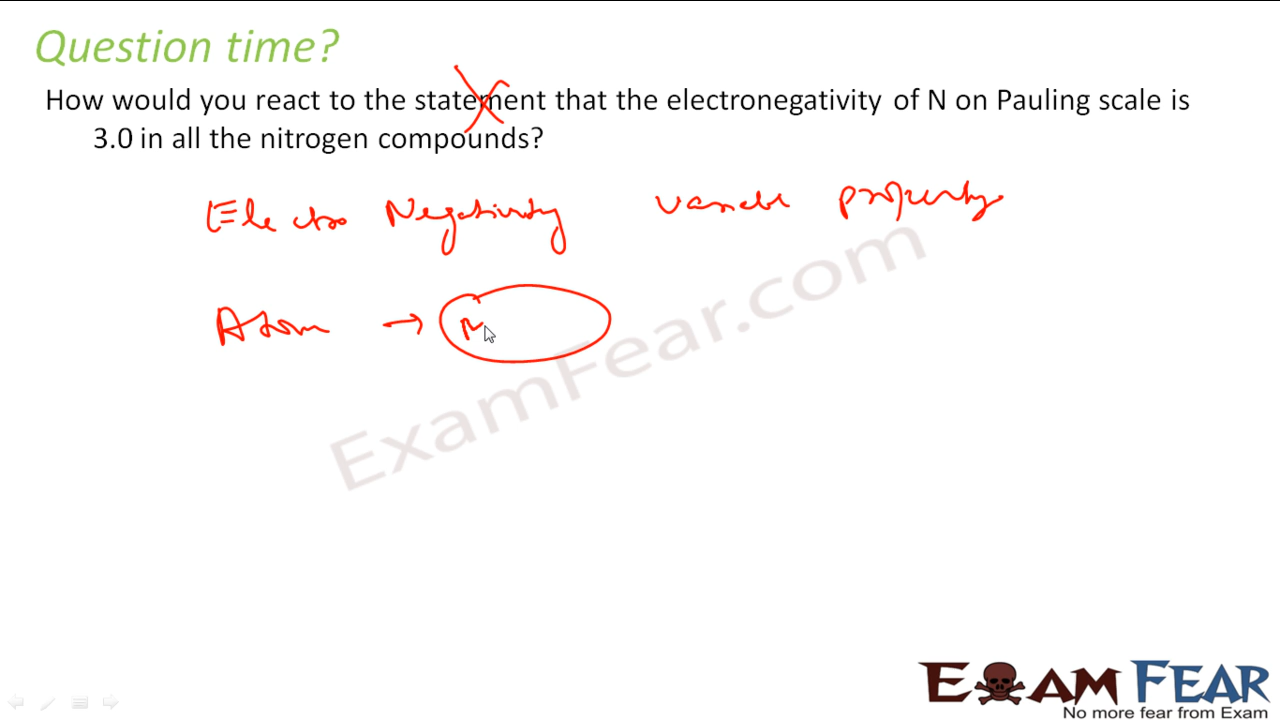 Question time?
How would you react to the statement that the electronegativity of N on Pauling scale is
3.0 in all the nitrogen compounds?
Electro Negativity property
Atom → N
ExamFear.com
EXAM FEAR
No more fear from Exam